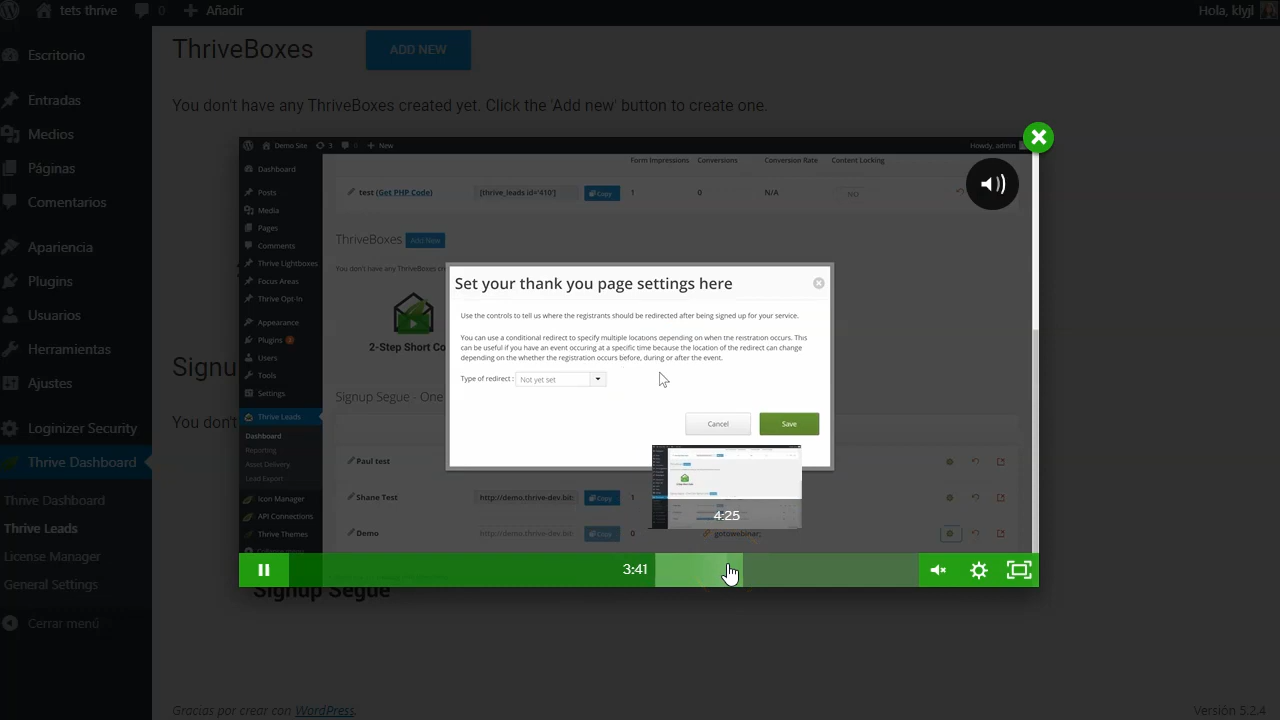 tets thrive
0
Añadir
Hola, klyjl
Escritorio
Entradas
Medios
Páginas
Comentarios
Apariencia
Plugins
Usuarios
Herramientas
Ajustes
Loginizer Security
Thrive Dashboard
Thrive Dashboard
Thrive Leads
License Manager
General Settings
Cerrar menú
ThriveBoxes
ADD NEW
You don't have any ThriveBoxes created yet. Click the 'Add new' button to create one.
Signu
You don't
Demo Site
3
0
New
Howdy, admin
Dashboard
Posts
Media
Pages
Comments
Thrive Lightboxes
Focus Areas
Thrive Opt-In
Appearance
Plugins
Users
Tools
Settings
Thrive Leads
Dashboard
Reporting
Asset Delivery
Lead Export
Icon Manager
API Connections
Thrive Themes
Form Impressions
Conversions
Conversion Rate
Content Locking
test (Get PHP Code)
[thrive_leads id='410']
Copy
1
0
N/A
NO
ThriveBoxes
Add New
You don't have any ThriveBoxes cr
2-Step Short Co
Signup Segue - One
Paul test
Shane Test
http://demo.thrive-dev.bit:
Copy
1
Demo
http://demo.thrive-dev.bit:
Copy
0
gotowebinar;
Set your thank you page settings here
Use the controls to tell us where the registrants should be redirected after being signed up for your service.
You can use a conditional redirect to specify multiple locations depending on when the restration occurs. This
can be useful if you have an event occuring at a specific time because the location of the redirect can change
depending on the whether the registration occurs before, during or after the event.
Type of redirect :
Not yet set
Cancel
Save
4:25
3:41
Signup Segue
Gracias por crear con WordPress.
Versión 5.2.4